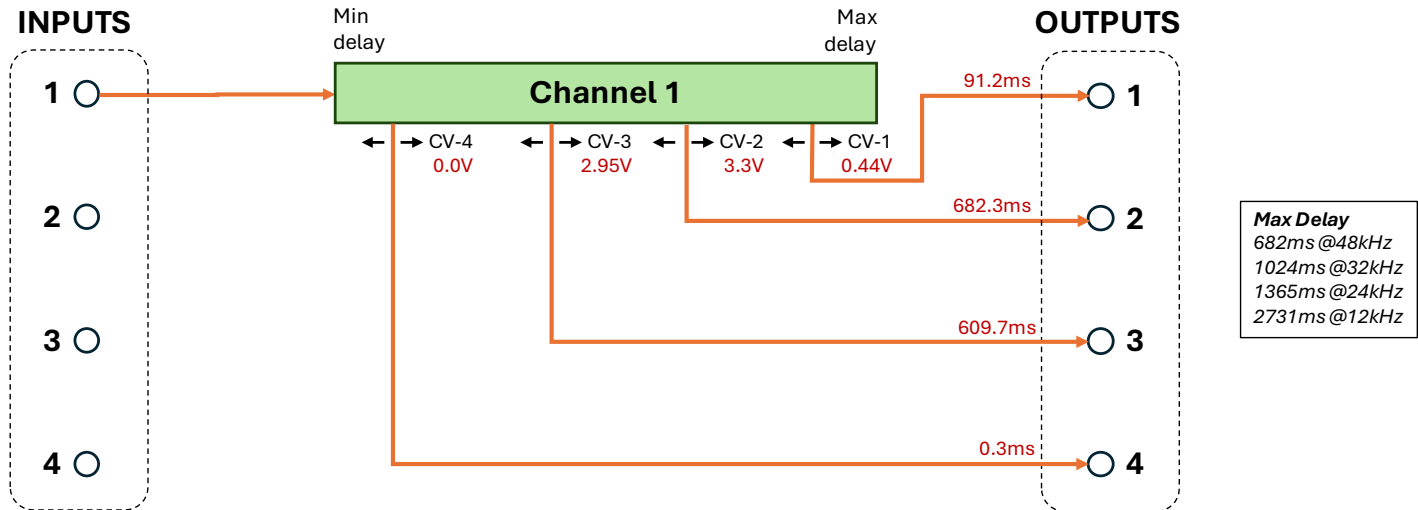 INPUTS
Min
delay
Max
delay
OUTPUTS
1
Channel 1
91.2ms
1
CV-4
0.0V
CV-3
2.95V
CV-2
3.3V
CV-1
0.44V
2
682.3ms
2
Max Delay
682ms @48kHz
1024ms @32kHz
1365ms @24kHz
2731ms @12kHz
3
609.7ms
3
4
0.3ms
4